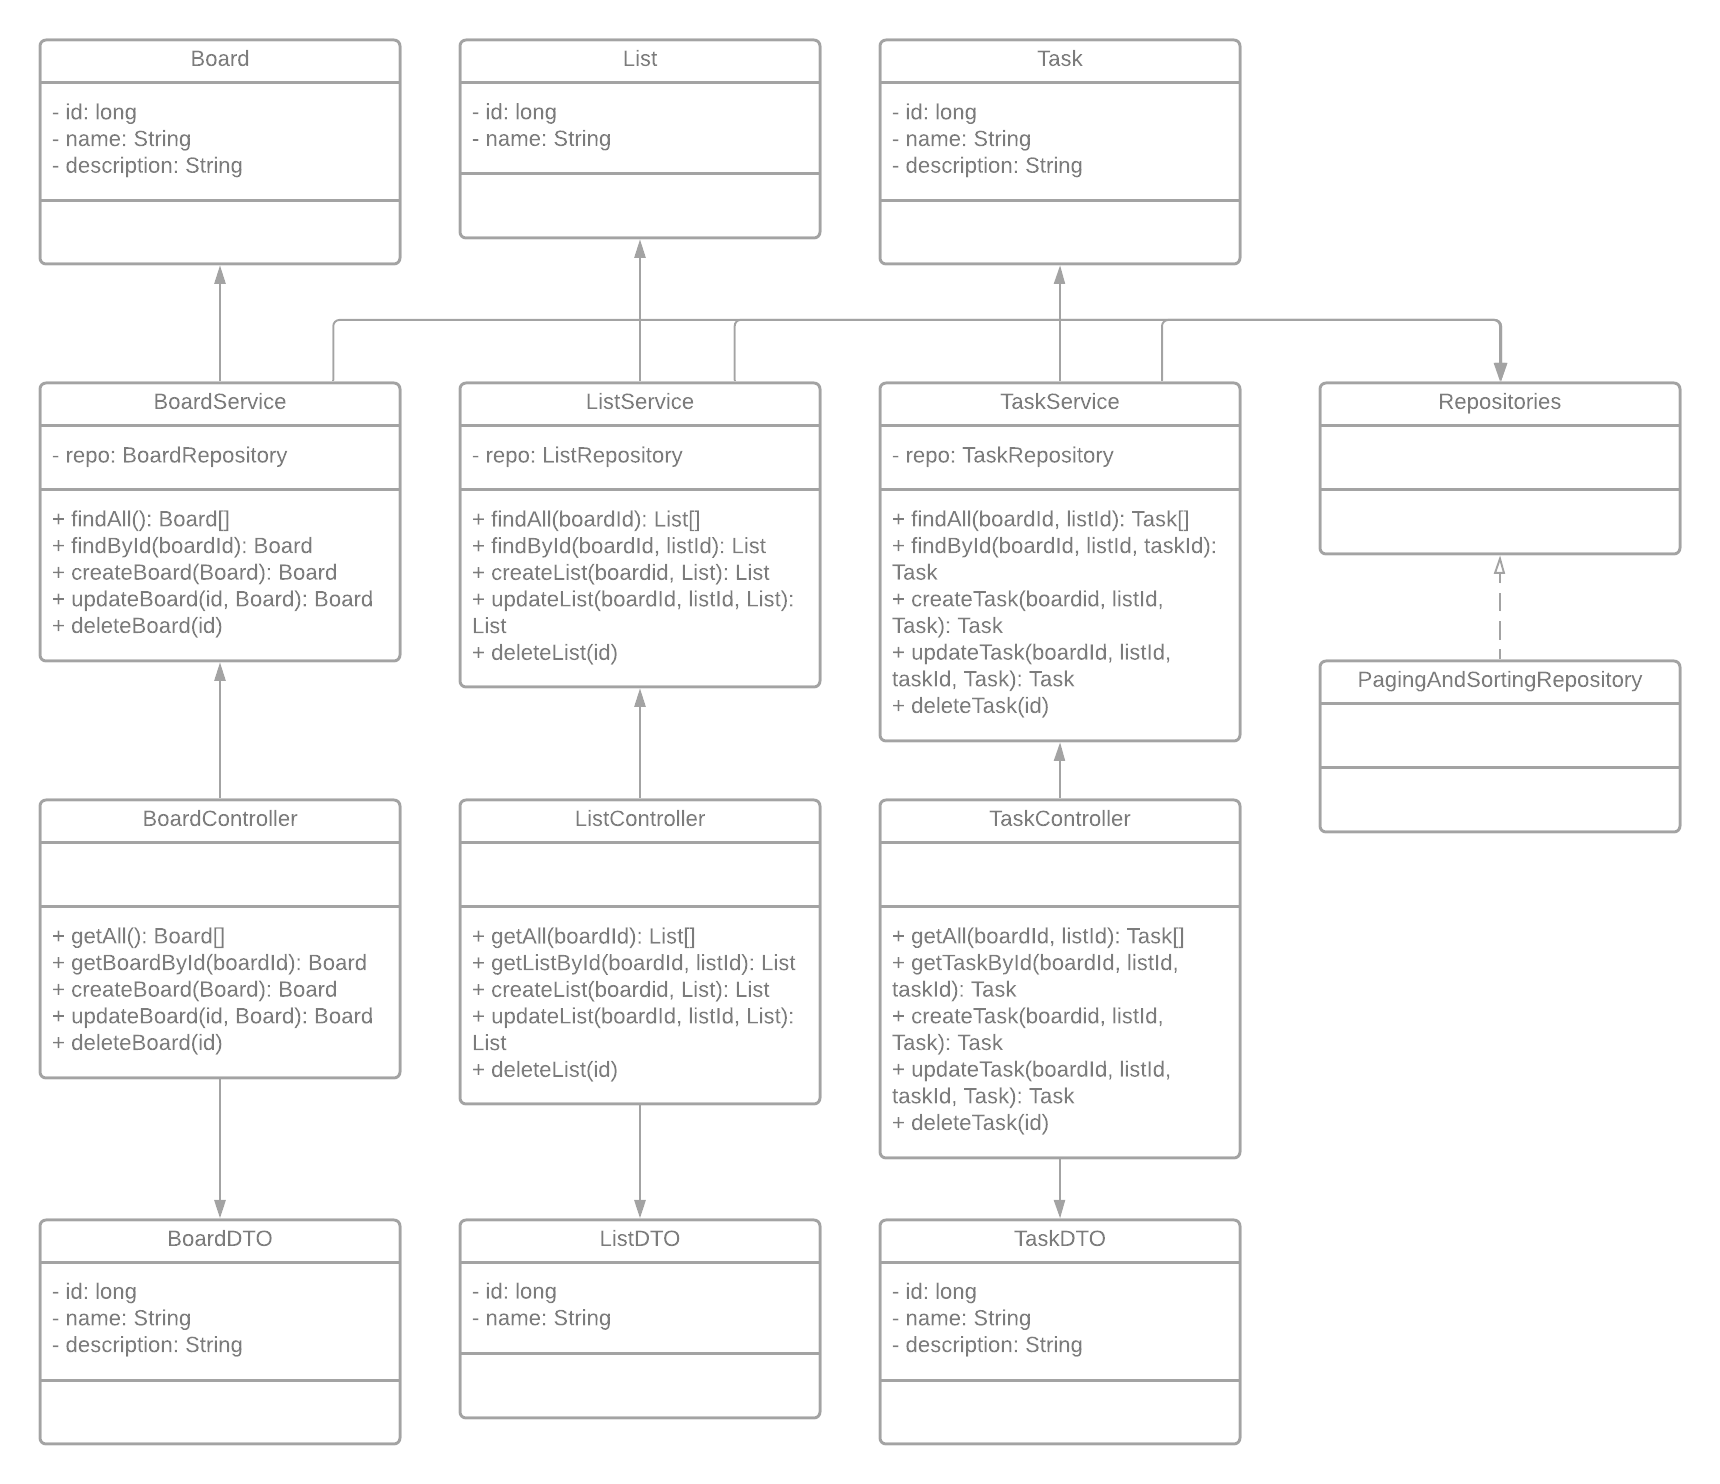 Board
- id: long
- name: String
- description: String
List
- id: long
- name: String
Task
- id: long
- name: String
- description: String
BoardService
- repo: BoardRepository
+ findAll(): Board[]
+ findById(boardId): Board
+ createBoard(Board): Board
+ updateBoard(id, Board): Board
+ deleteBoard(id)
ListService
- repo: ListRepository
+ findAll(boardId): List[]
+ findById(boardId, listId): List
+ createList(boardid, List): List
+ updateList(boardId, listId, List):
List
+ deleteList(id)
TaskService
- repo: TaskRepository
+ findAll(boardId, listId): Task[]
+ findById(boardId, listId, taskId):
Task
+ createTask(boardid, listId,
Task): Task
+ updateTask(boardId, listId,
taskId, Task): Task
+ deleteTask(id)
Repositories
PagingAndSortingRepository
BoardController
+ getAll(): Board[]
+ getBoardById(boardId): Board
+ createBoard(Board): Board
+ updateBoard(id, Board): Board
+ deleteBoard(id)
ListController
+ getAll(boardId): List[]
+ getListById(boardId, listId): List
+ createList(boardid, List): List
+ updateList(boardId, listId, List):
List
+ deleteList(id)
TaskController
+ getAll(boardId, listId): Task[]
+ getTaskById(boardId, listId,
taskId): Task
+ createTask(boardid, listId,
Task): Task
+ updateTask(boardId, listId,
taskId, Task): Task
+ deleteTask(id)
BoardDTO
- id: long
- name: String
- description: String
ListDTO
- id: long
- name: String
TaskDTO
- id: long
- name: String
- description: String